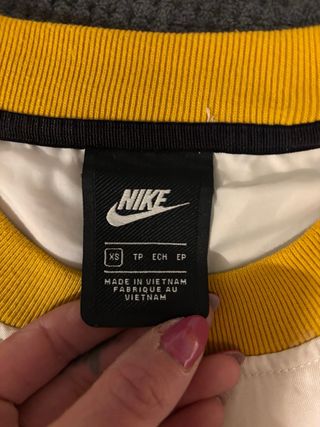 NIKE
XS TP ECH EP
MADE IN VIETNAM
FABRIQUE AU
VIETNAM